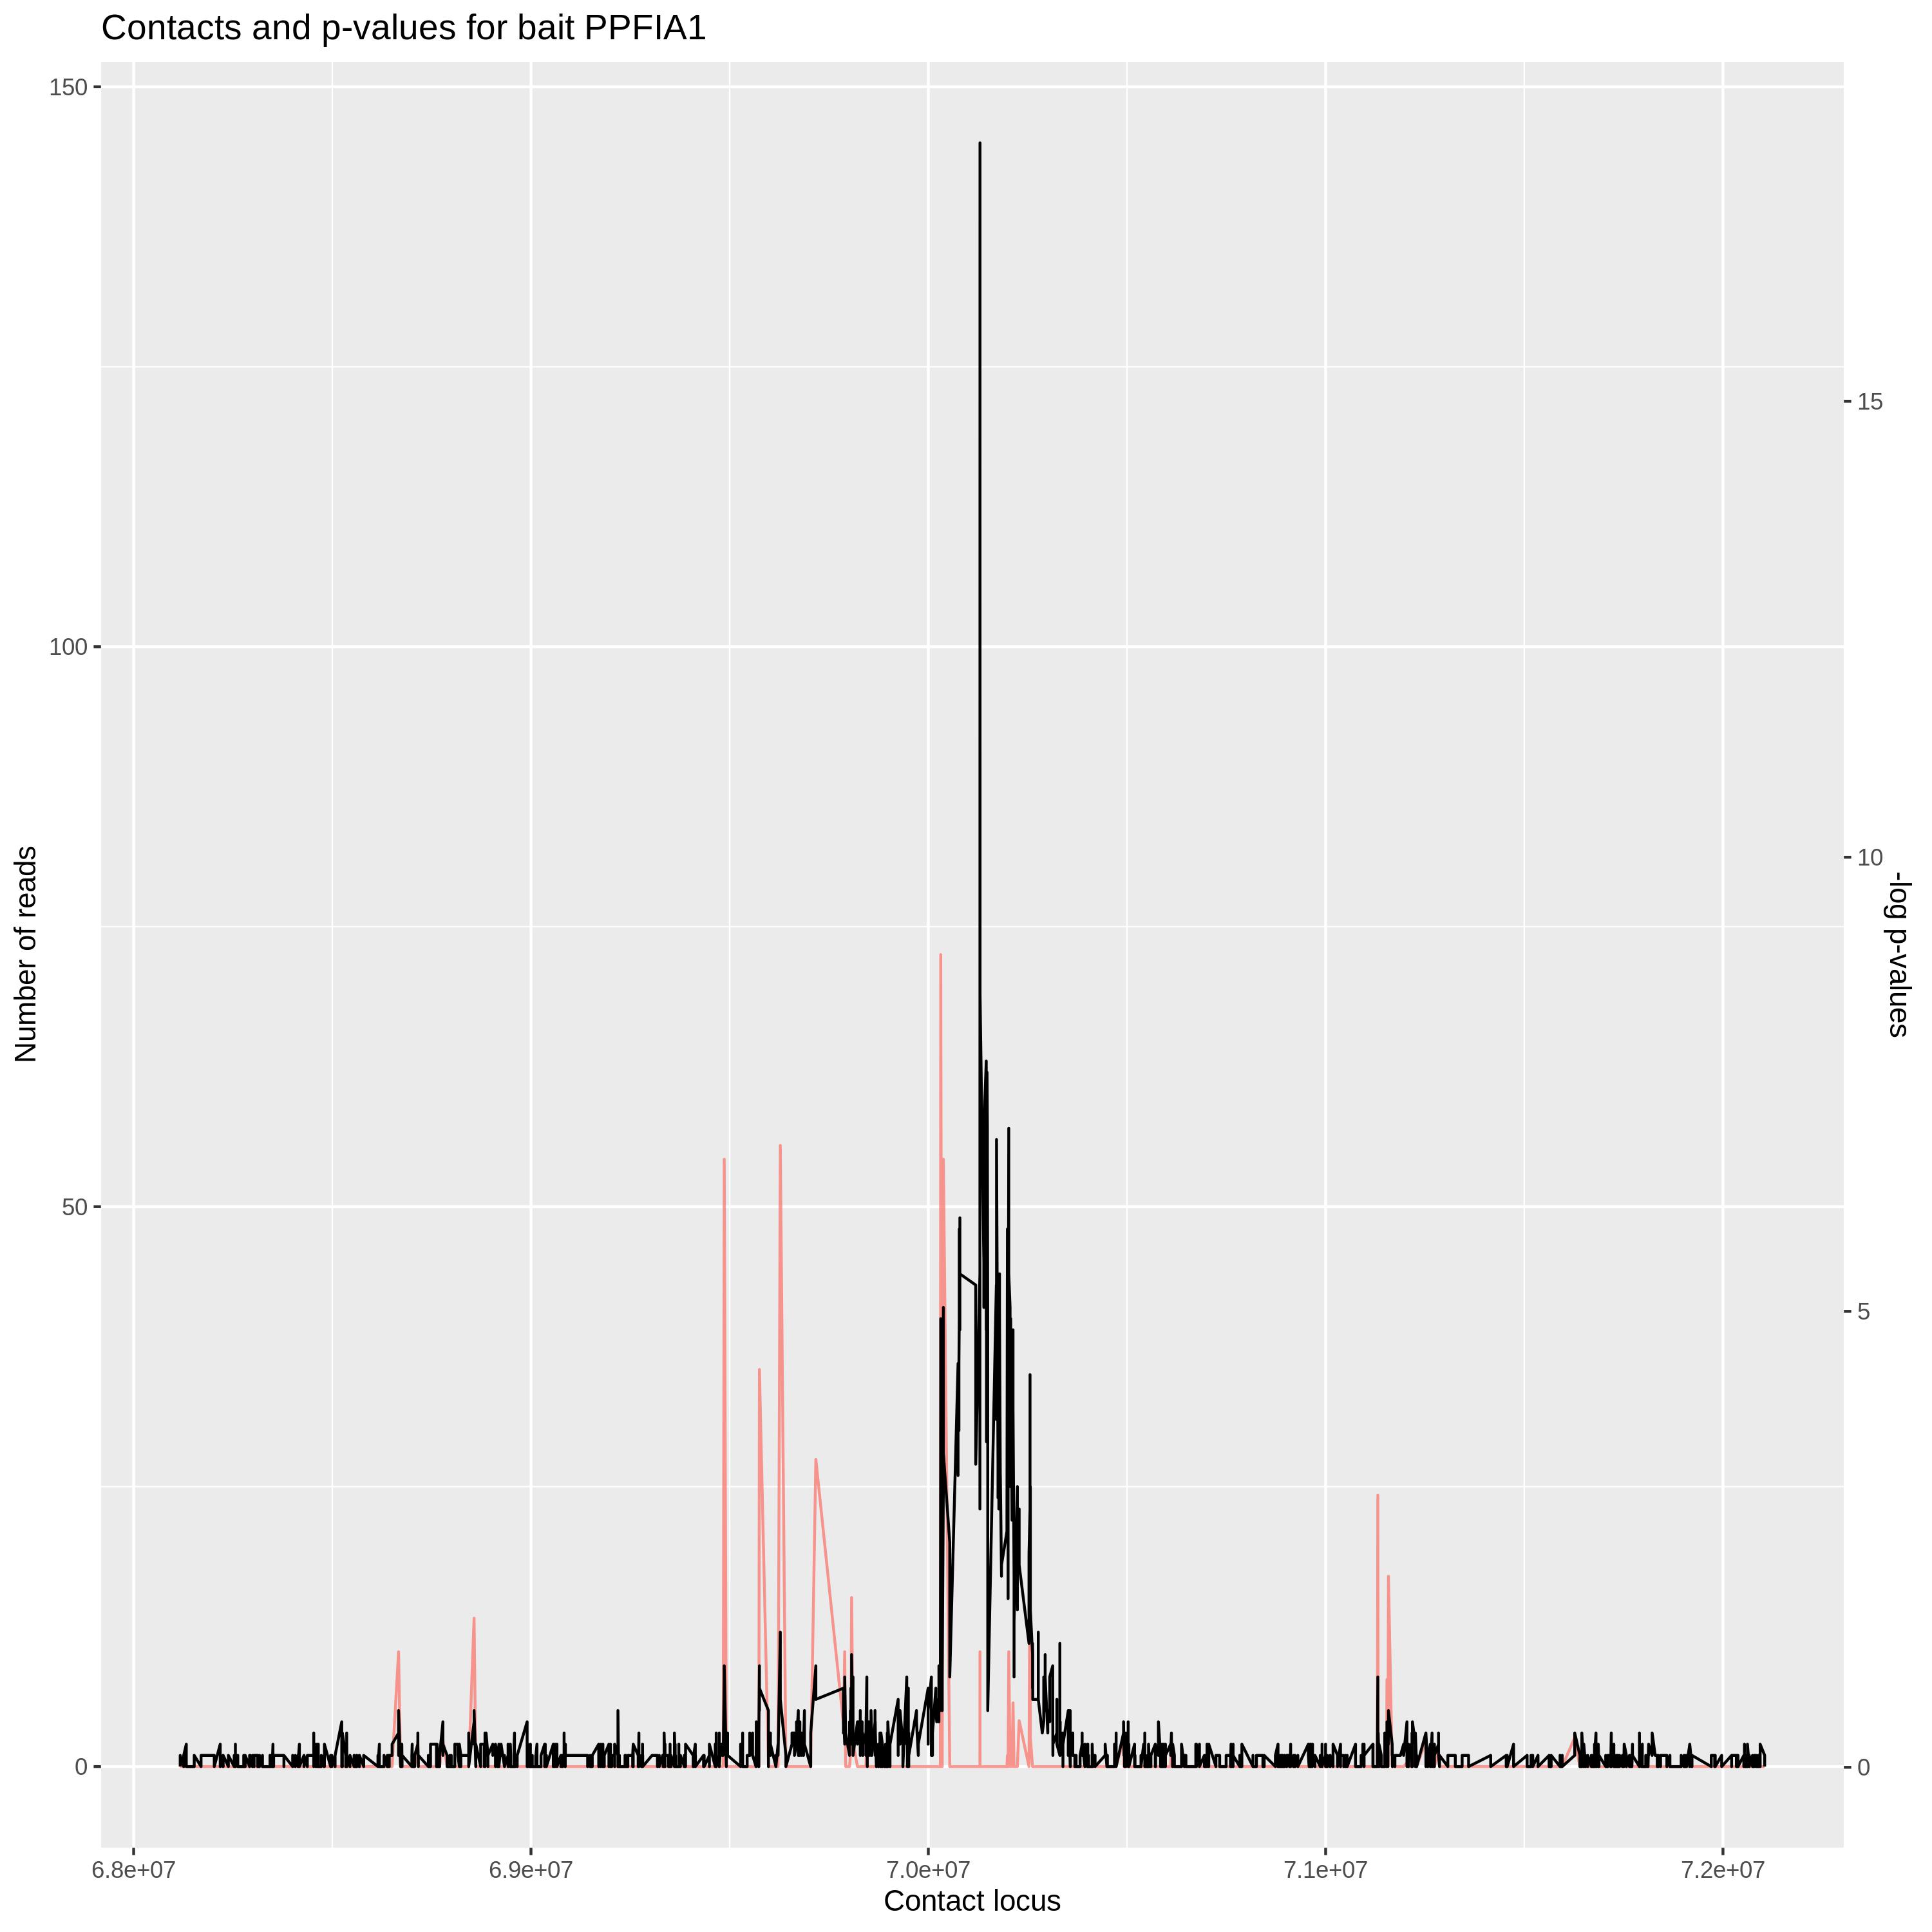 Contacts and p-values for bait PPFIA1
150
100
50
0
Number of reads
15
10
5
0
-log p-values
6.8e+07 6.9e+07 7.0e+07 7.1e+07 7.2e+07
Contact locus